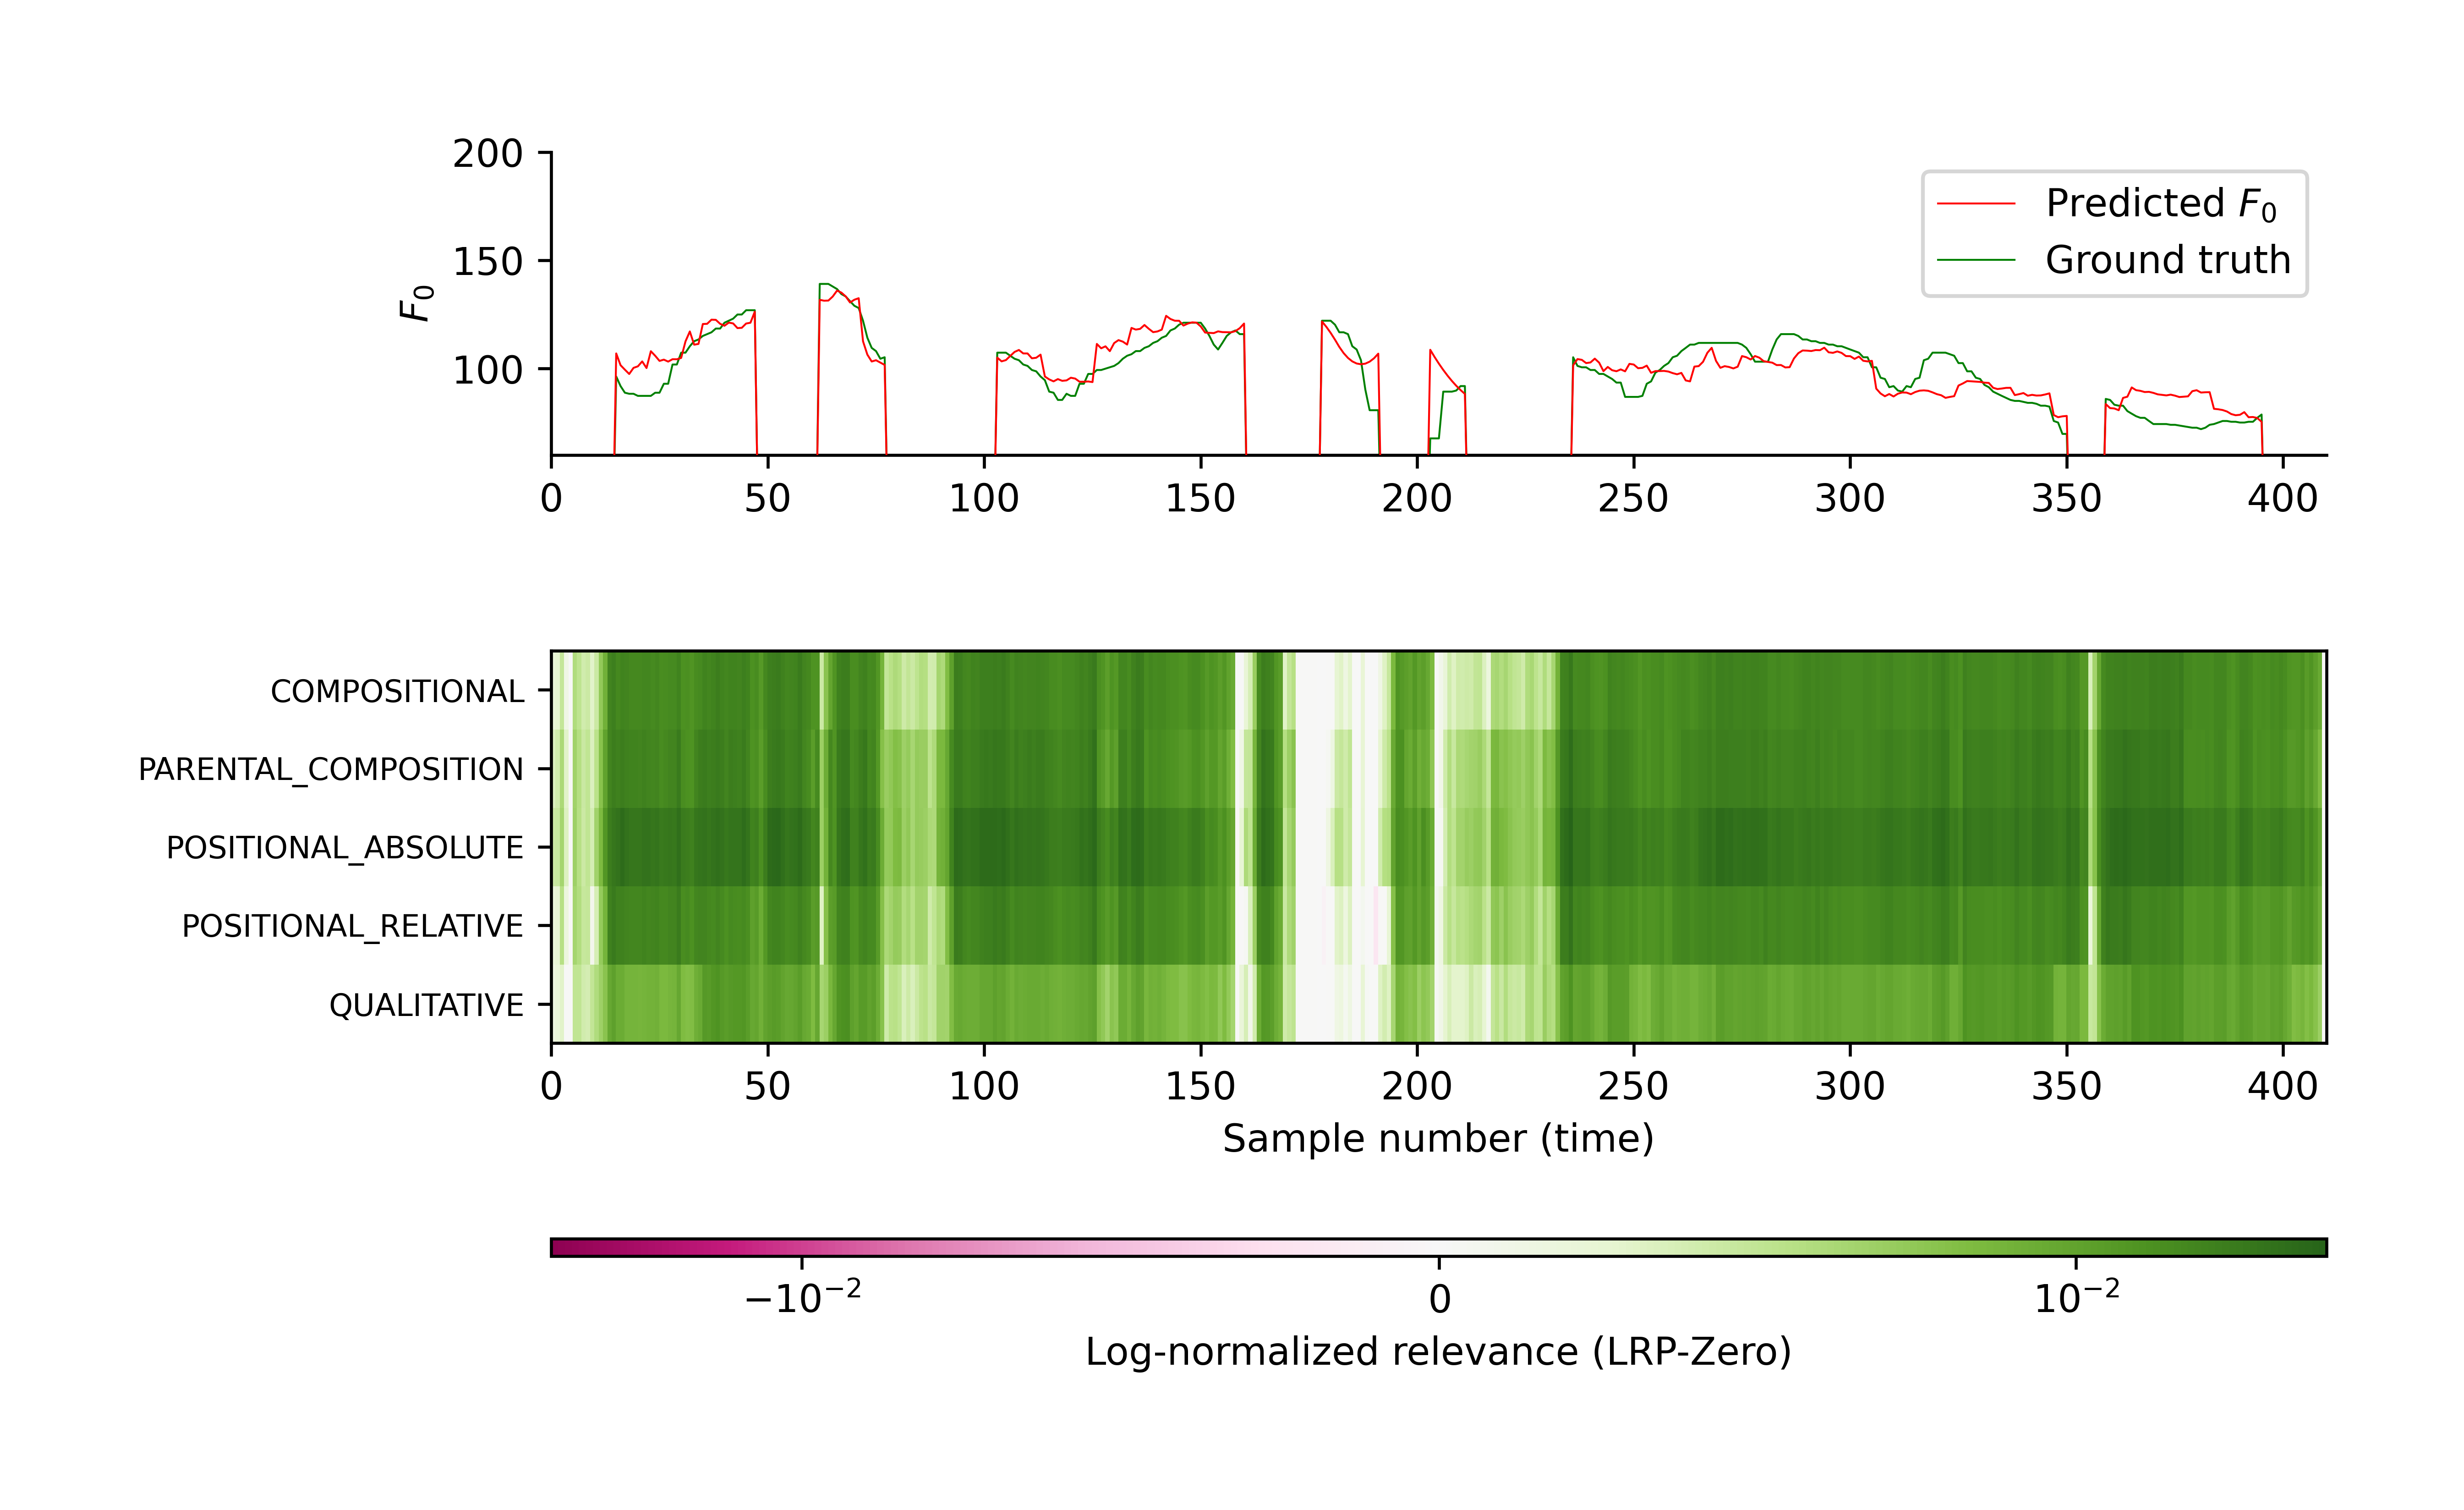 200
150
100
F₀
Predicted F₀
Ground truth
0 50 100 150 200 250 300 350 400
COMPOSITIONAL
PARENTAL_COMPOSITION
POSITIONAL_ABSOLUTE
POSITIONAL_RELATIVE
QUALITATIVE
0 50 100 150 200 250 300 350 400
Sample number (time)
−10⁻² 0 10⁻²
Log-normalized relevance (LRP-Zero)